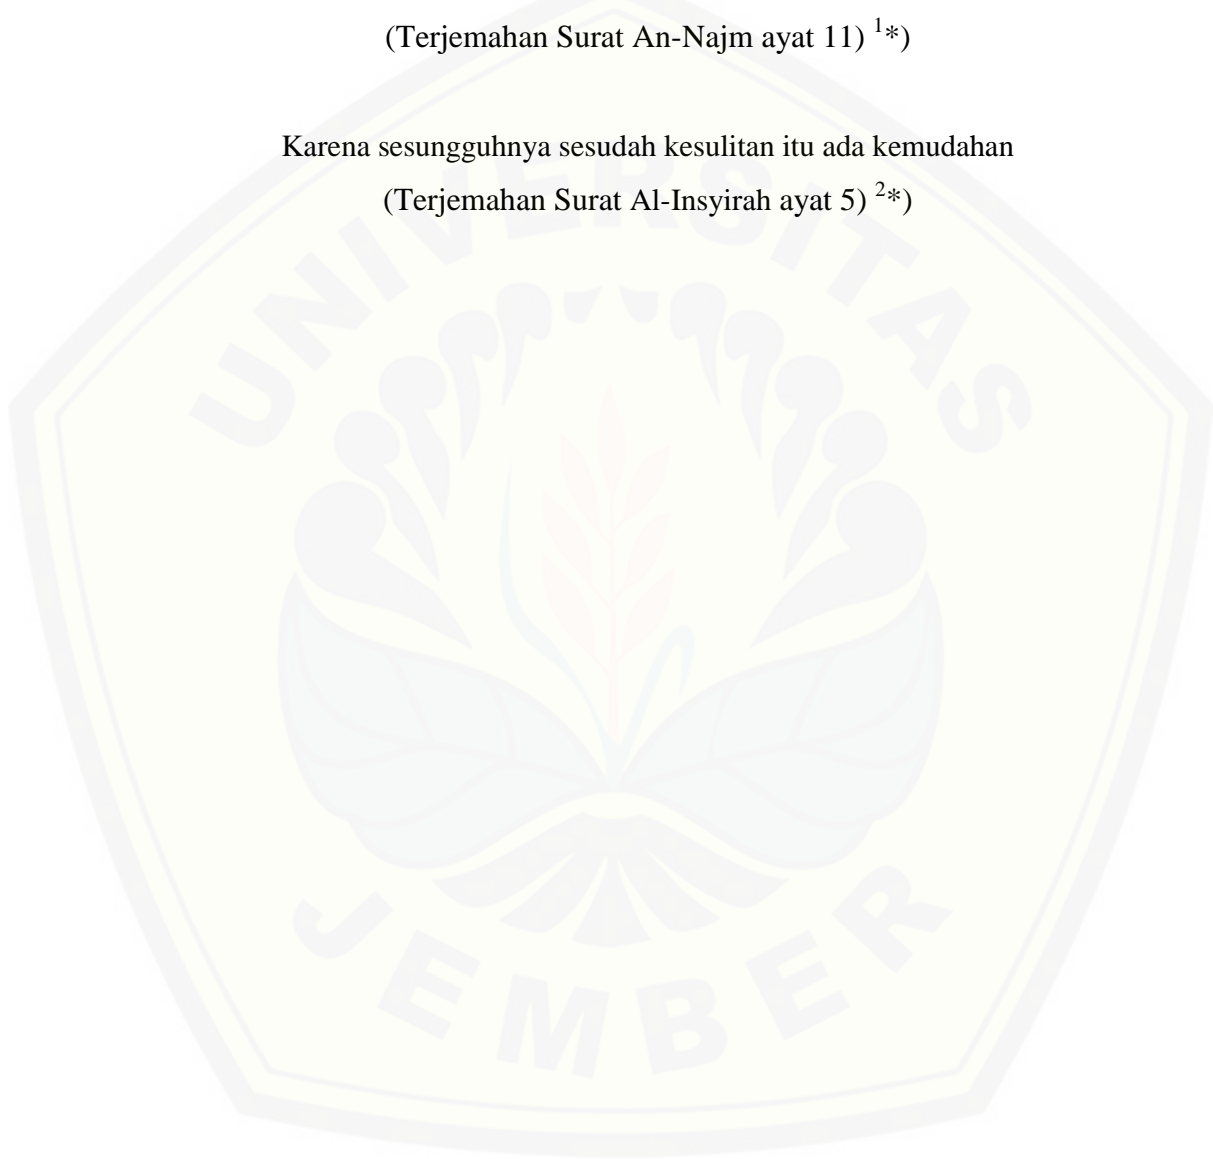 (Terjemahan Surat An-Najm ayat 11) ¹*)
Karena sesungguhnya sesudah kesulitan itu ada kemudahan
(Terjemahan Surat Al-Insyirah ayat 5) ²*)
UNIVERSITAS
JEMBER